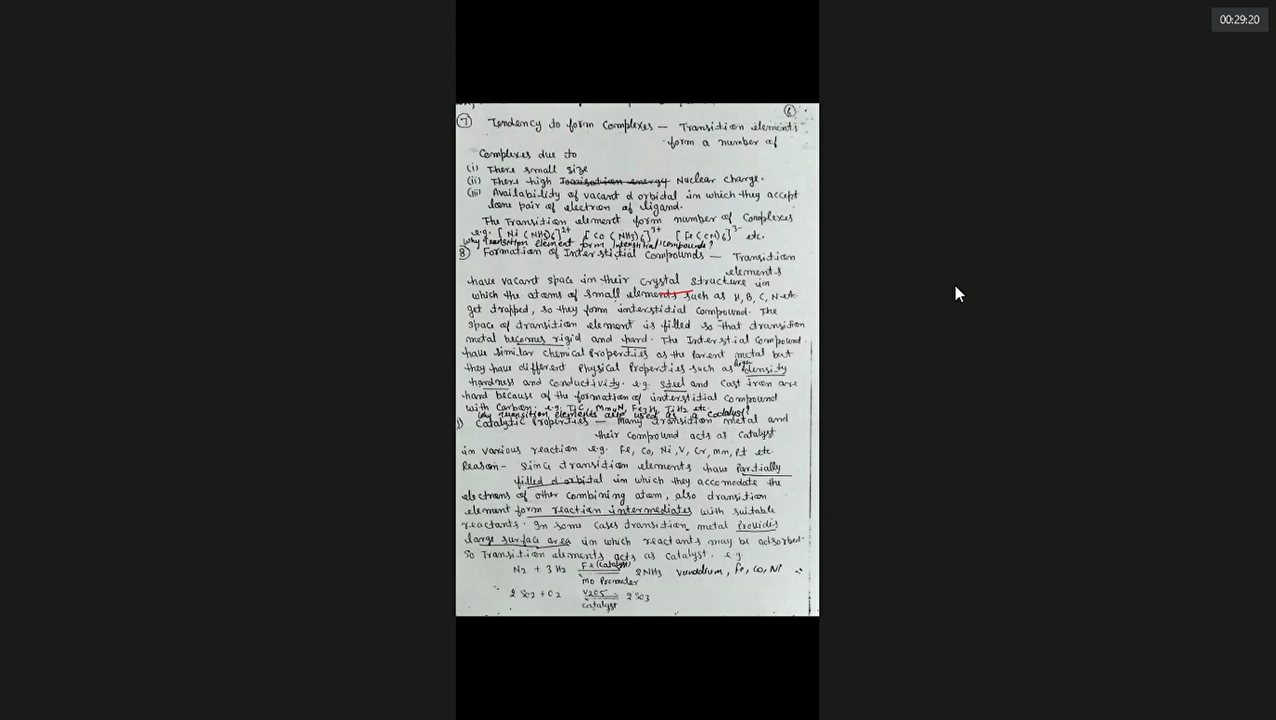 00:29:20
6
7 Tendency to form Complexes — Transition elements
form a number of
Complexes due to
(i) There small size
(ii) There high Ionisation energy Nuclear charge.
(iii) Availability of vacant d orbital in which they accept
lone pair of electron of ligand.
The Transition element form number of Complexes
e.g. [Ni(NH3)6]2+ [Co(NH3)6]3+ [Fe(CN)6]3- etc.
Why transition element form interstitial compounds?
8 Formation of Interstitial Compounds — Transition
elements
have vacant space in their crystal structure in
which the atoms of small elements such as H, B, C, N etc
get trapped, so they form interstitial compound. The
space of transition element is filled so that transition
metal becomes rigid and hard. The Interstial compound
have similar chemical Properties as the Parent metal but
they have different Physical Properties such as high density
hardness and conductivity. e.g. Steel and Cast iron are
hard because of the formation of interstitial compound
with Carbon. e.g. TiC, Mn4N, Fe3H, TiH2 etc.
Why transition elements are used as a catalyst?
) Catalytic Properties — Many transition metal and
their compound acts as catalyst
in various reaction e.g. Fe, Co, Ni, V, Cr, Mn, Pt etc
Reason - Since transition elements have Partially
filled d orbital in which they accomodate the
electrons of other combining atom, also transition
element form reaction intermediates with suitable
reactants. In some cases transition metal provides
large surface area in which reactants may be adsorbed.
So Transition elements acts as catalyst. e.g.
N2 + 3H2 Fe(catalyst) 2NH3 , Fe, Co, Ni
Mo Promoter
2SO2 + O2 V2O5 2SO3
catalyst